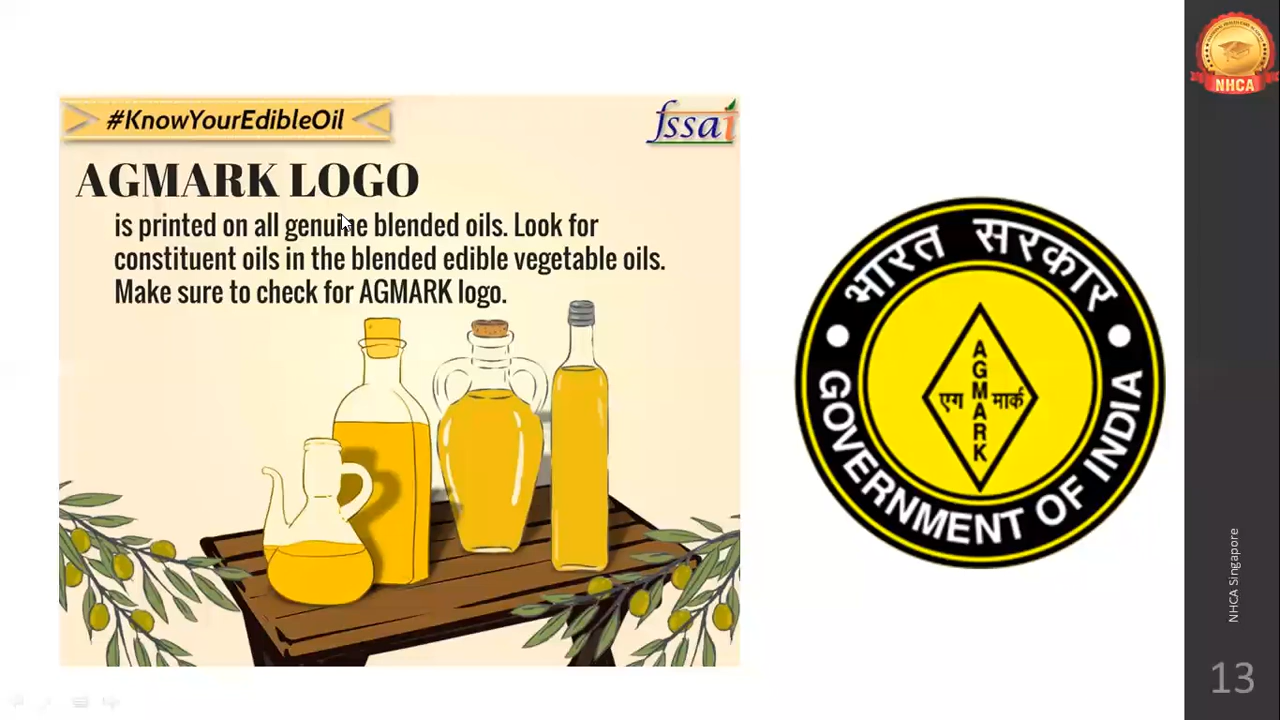 #KnowYourEdibleOil
fssai
AGMARK LOGO
is printed on all genuine blended oils. Look for
constituent oils in the blended edible vegetable oils.
Make sure to check for AGMARK logo.
भारत सरकार
AGMARK
एग मार्क
GOVERNMENT OF INDIA
NHCA
NHCA Singapore
13